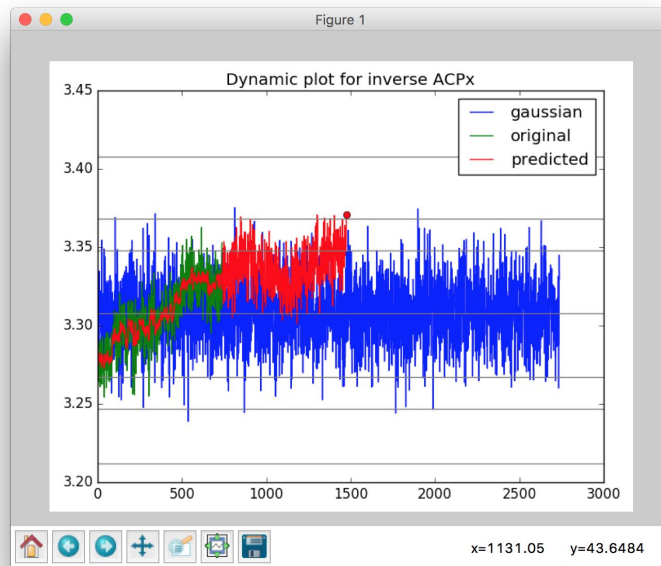 Figure 1
Dynamic plot for inverse ACPx
gaussian
original
predicted
3.45
3.40
3.35
3.30
3.25
3.20
0 500 1000 1500 2000 2500 3000
x=1131.05 y=43.6484